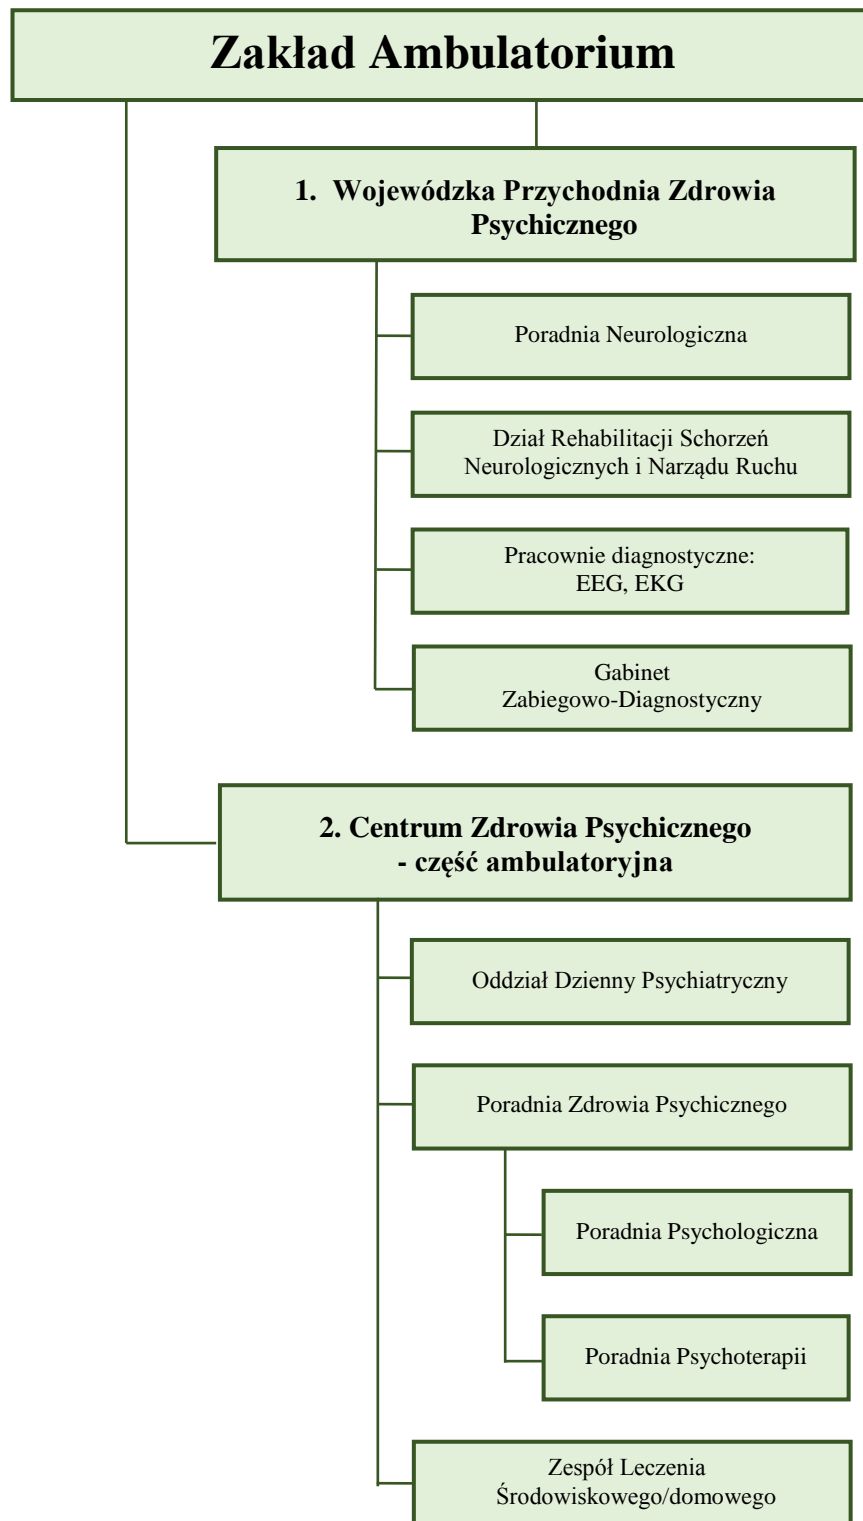 Zakład Ambulatorium
1. Wojewódzka Przychodnia Zdrowia
Psychicznego
Poradnia Neurologiczna
Dział Rehabilitacji Schorzeń
Neurologicznych i Narządu Ruchu
Pracownie diagnostyczne:
EEG, EKG
Gabinet
Zabiegowo-Diagnostyczny
2. Centrum Zdrowia Psychicznego
- część ambulatoryjna
Oddział Dzienny Psychiatryczny
Poradnia Zdrowia Psychicznego
Poradnia Psychologiczna
Poradnia Psychoterapii
Zespół Leczenia
Środowiskowego/domowego